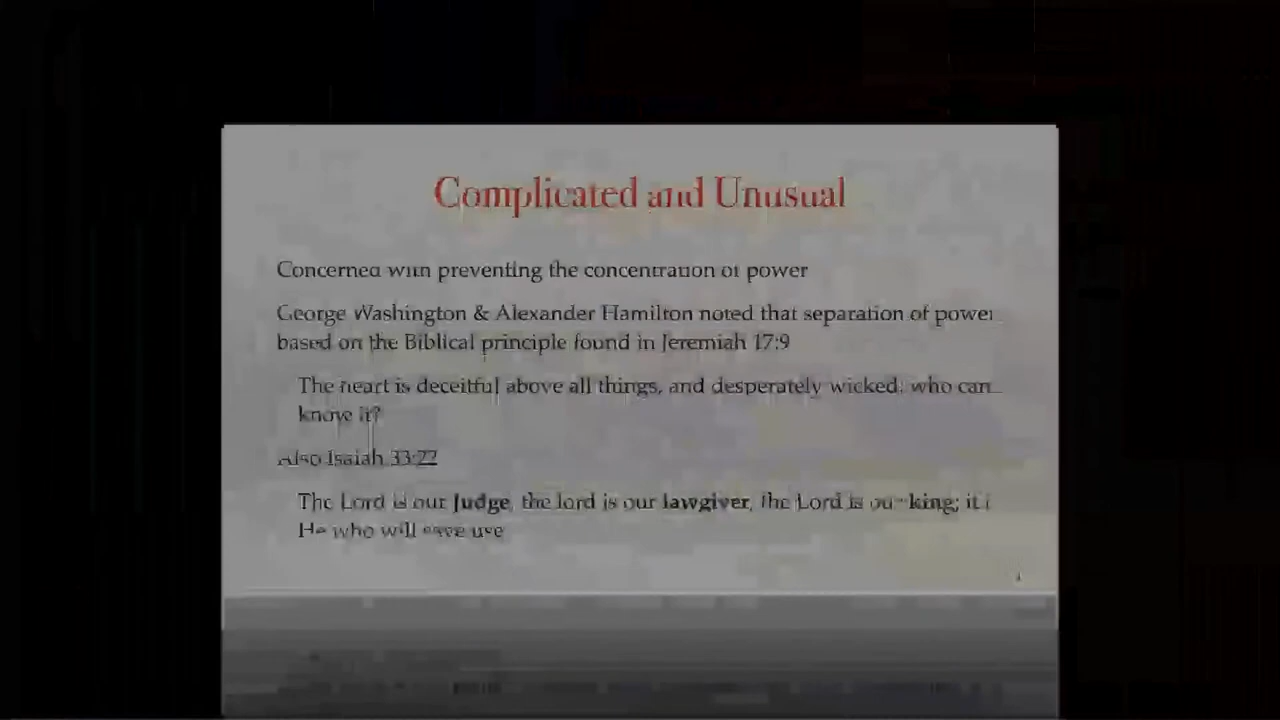 Complicated and Unusual
Concerned with preventing the concentration of power
George Washington & Alexander Hamilton noted that separation of power
based on the Biblical principle found in Jeremiah 17:9
The heart is deceitful above all things, and desperately wicked; who can
know it?
Also Isaiah 33:22
The Lord is our Judge, the lord is our lawgiver, the Lord is our king; it i
He who will save use